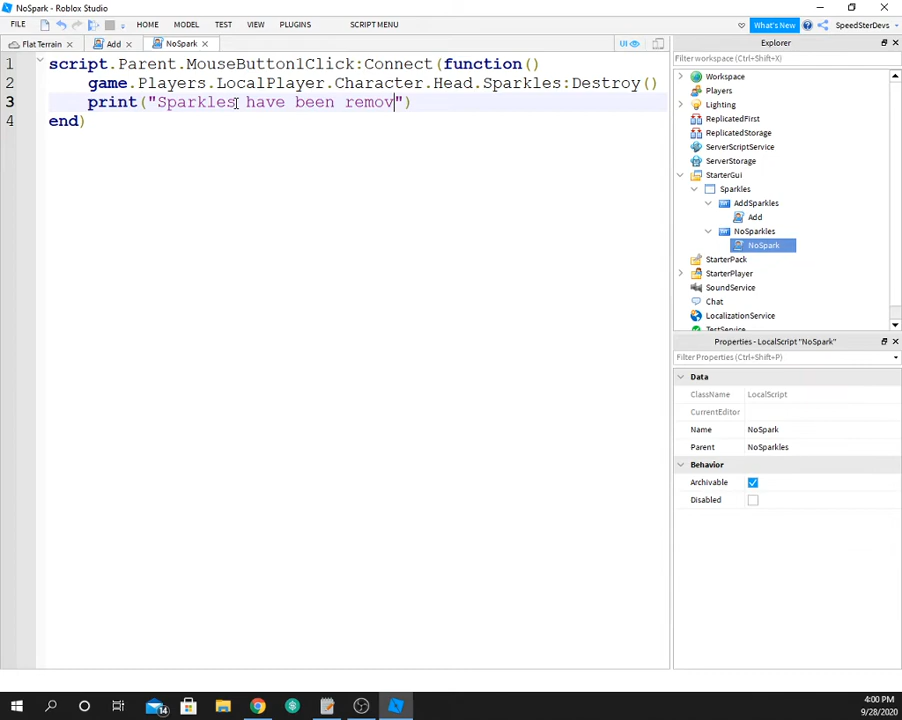 NoSpark - Roblox Studio
FILE HOME MODEL TEST VIEW PLUGINS SCRIPT MENU What's New SpeedSterDevs
Flat Terrain Add NoSpark UI
1 script.Parent.MouseButton1Click:Connect(function()
2 game.Players.LocalPlayer.Character.Head.Sparkles:Destroy()
3 print("Sparkles have been remov")
4 end)
Explorer
Filter workspace (Ctrl+Shift+X)
Workspace
Players
Lighting
ReplicatedFirst
ReplicatedStorage
ServerScriptService
ServerStorage
StarterGui
Sparkles
AddSparkles
Add
NoSparkles
NoSpark
StarterPack
StarterPlayer
SoundService
Chat
LocalizationService
TestService
Properties - LocalScript "NoSpark"
Filter Properties (Ctrl+Shift+P)
Data
ClassName LocalScript
CurrentEditor
Name NoSpark
Parent NoSparkles
Behavior
Archivable
Disabled
14
4:00 PM
9/28/2020